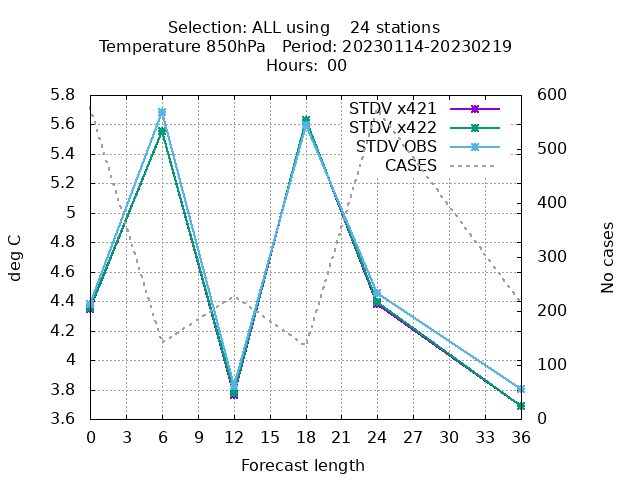 Selection: ALL using 24 stations
Temperature 850hPa Period: 20230114-20230219
Hours: 00
STDV x421
STDV x422
STDV OBS
CASES
5.8
5.6
5.4
5.2
5
4.8
4.6
4.4
4.2
4
3.8
3.6
deg C
600
500
400
300
200
100
0
No cases
0 3 6 9 12 15 18 21 24 27 30 33 36
Forecast length